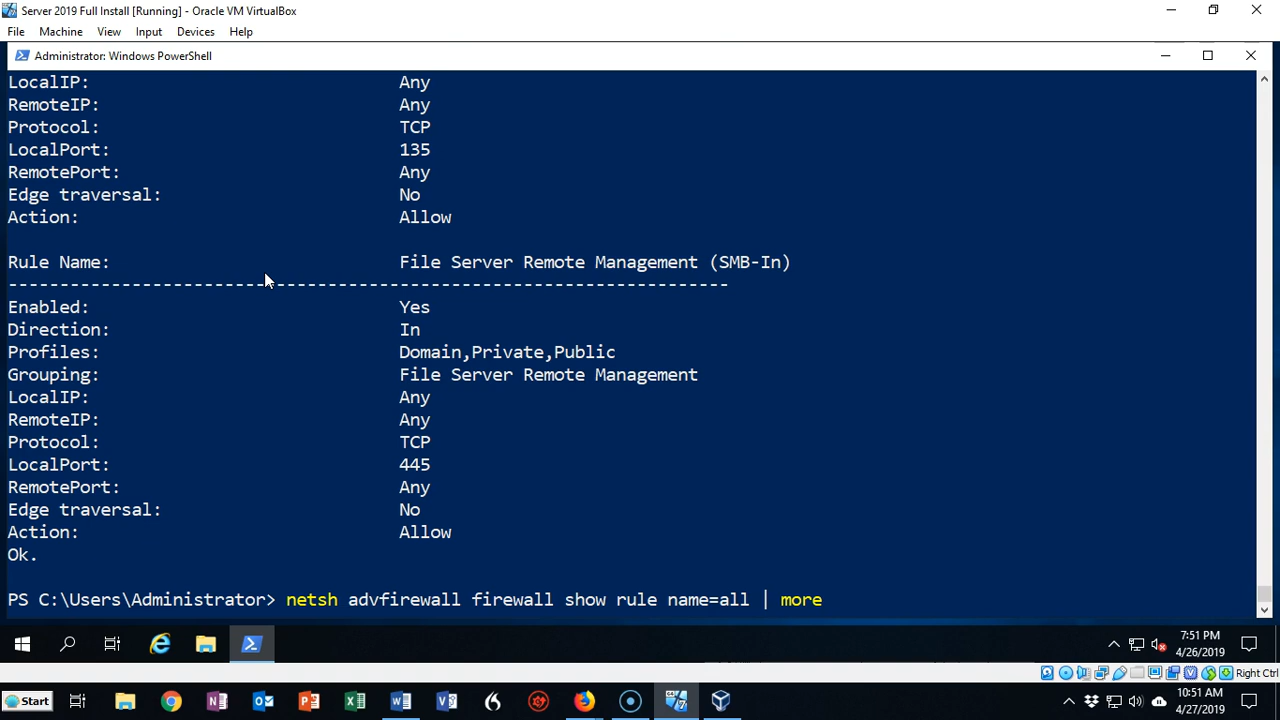 Server 2019 Full Install [Running] - Oracle VM VirtualBox
File Machine View Input Devices Help
Administrator: Windows PowerShell
LocalIP: Any
RemoteIP: Any
Protocol: TCP
LocalPort: 135
RemotePort: Any
Edge traversal: No
Action: Allow
Rule Name: File Server Remote Management (SMB-In)
----------------------------------------------------------------------
Enabled: Yes
Direction: In
Profiles: Domain,Private,Public
Grouping: File Server Remote Management
LocalIP: Any
RemoteIP: Any
Protocol: TCP
LocalPort: 445
RemotePort: Any
Edge traversal: No
Action: Allow
Ok.
PS C:\Users\Administrator> netsh advfirewall firewall show rule name=all | more
7:51 PM
4/26/2019
Right Ctrl
Start
10:51 AM
4/27/2019